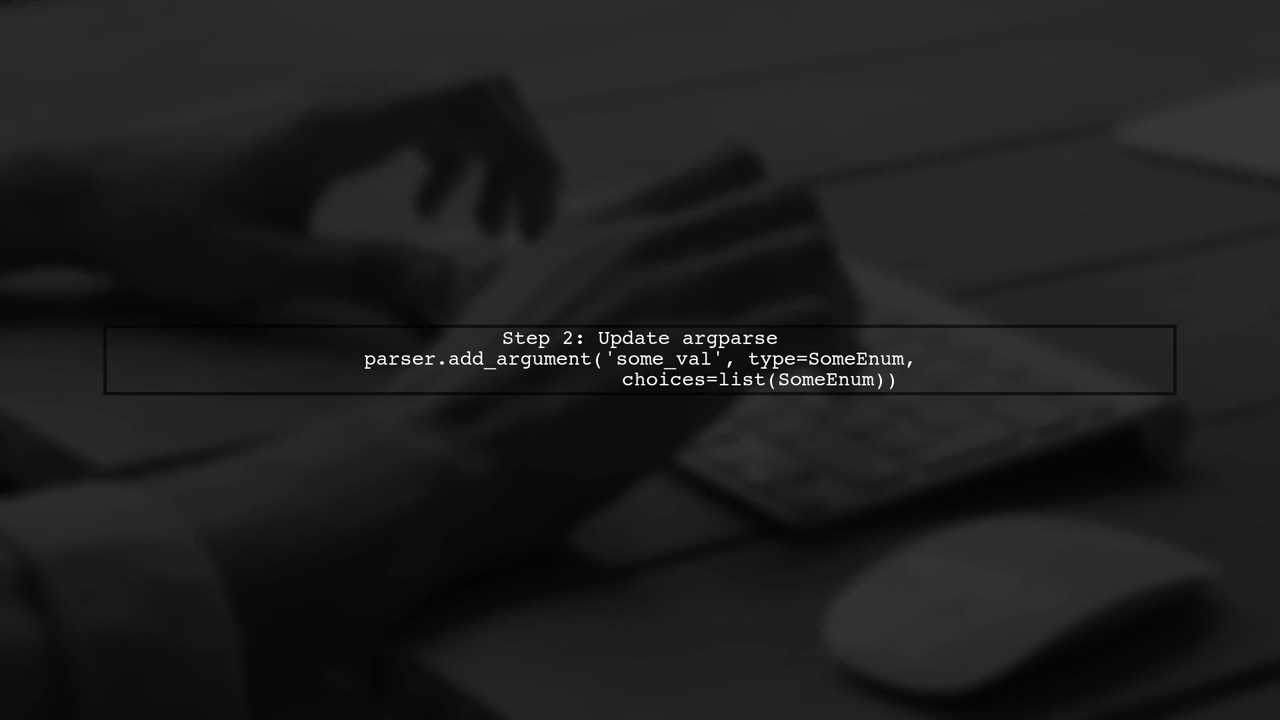 Step 2: Update argparse
parser.add_argument('some_val', type=SomeEnum,
choices=list(SomeEnum))